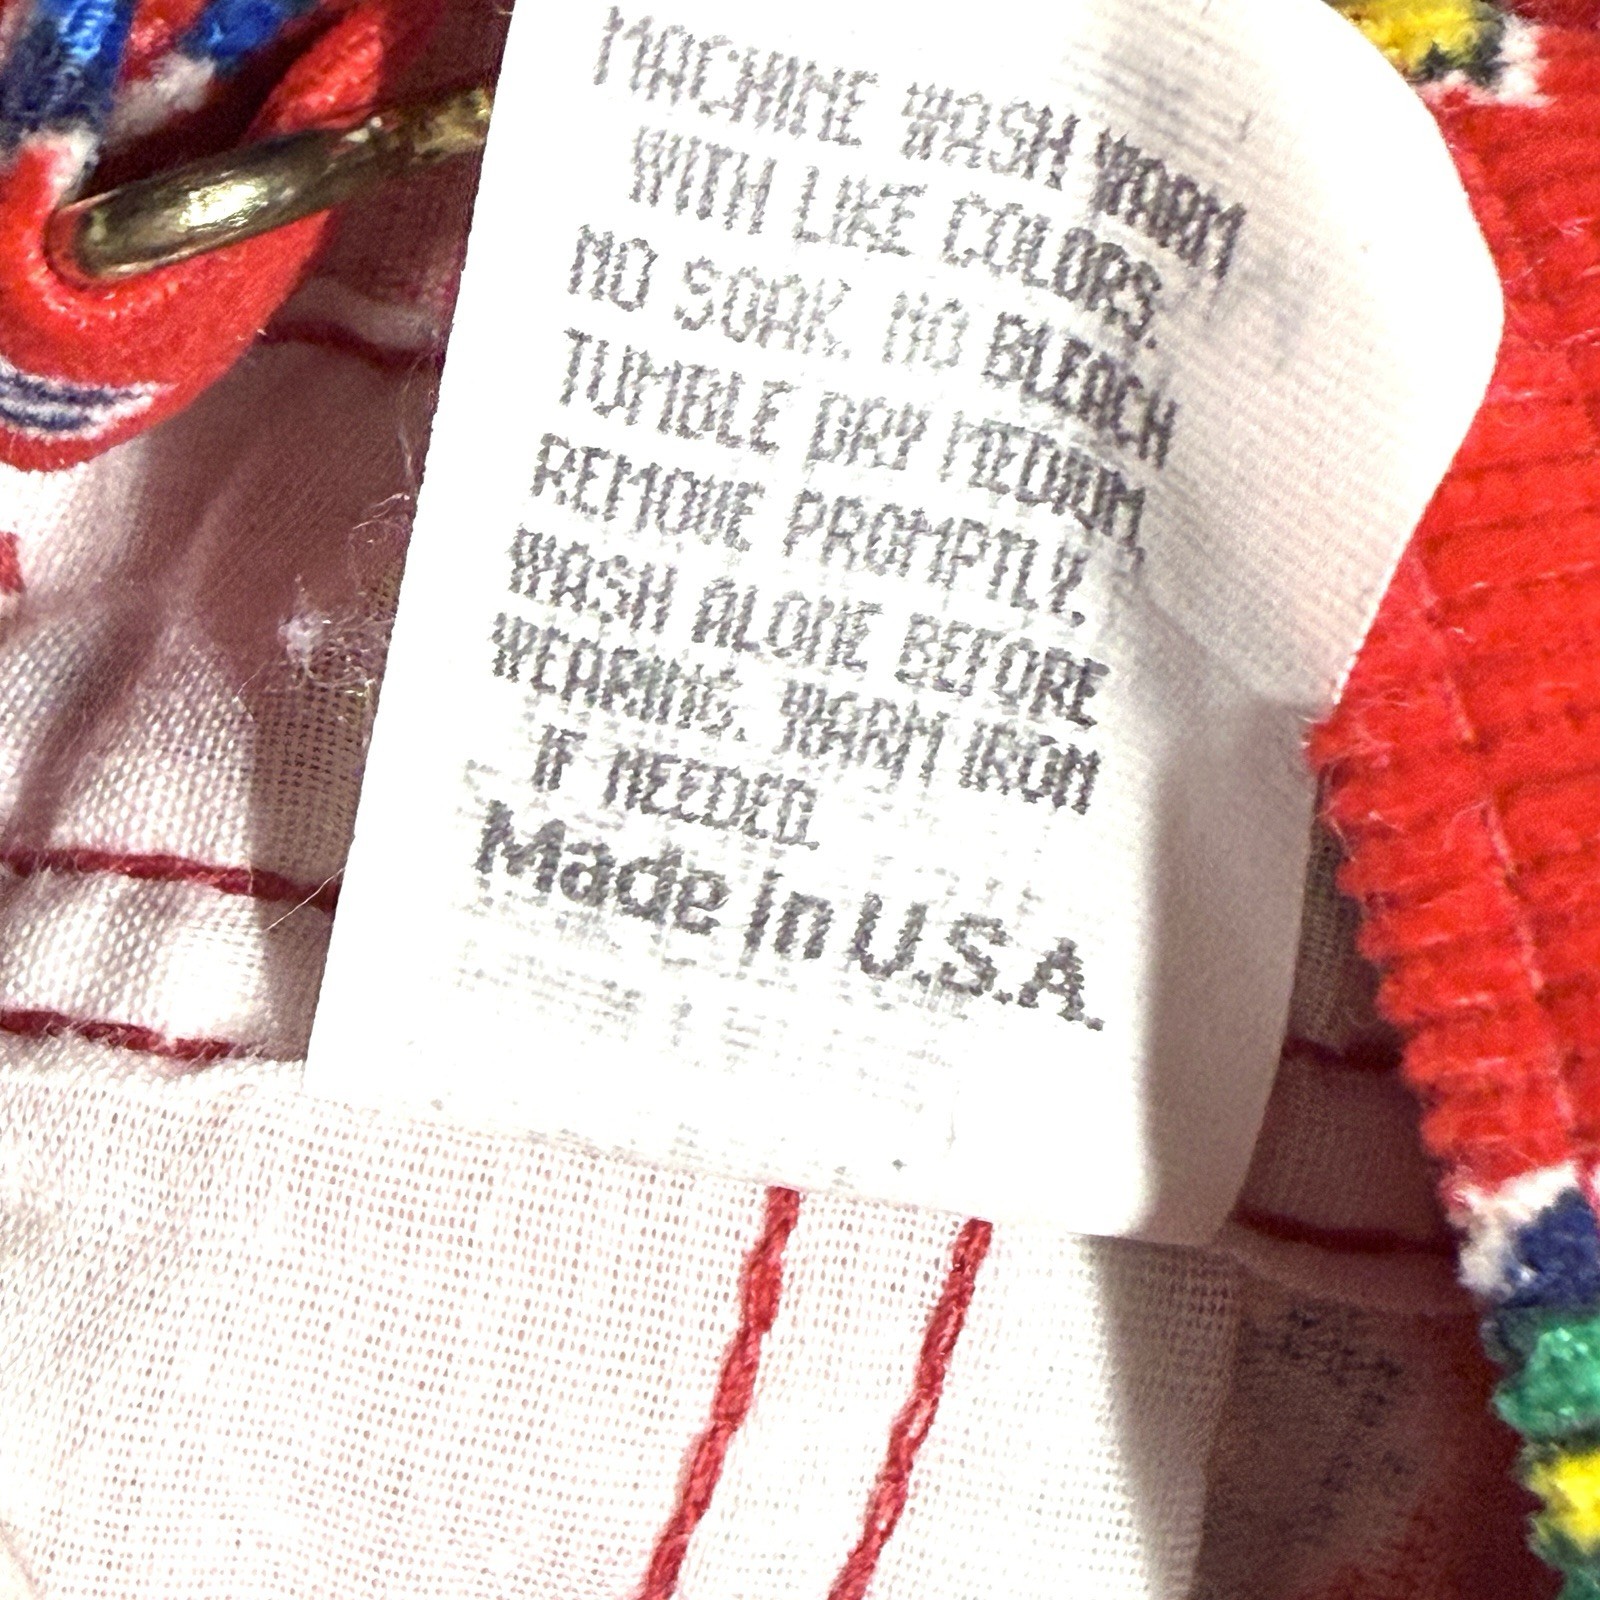 MACHINE WASH WARM
WITH LIKE COLORS.
NO SOAK. NO BLEACH
TUMBLE DRY MEDIUM,
REMOVE PROMPTLY.
WASH ALONE BEFORE
WEARING. WARM IRON
IF NEEDED.
Made in U.S.A.